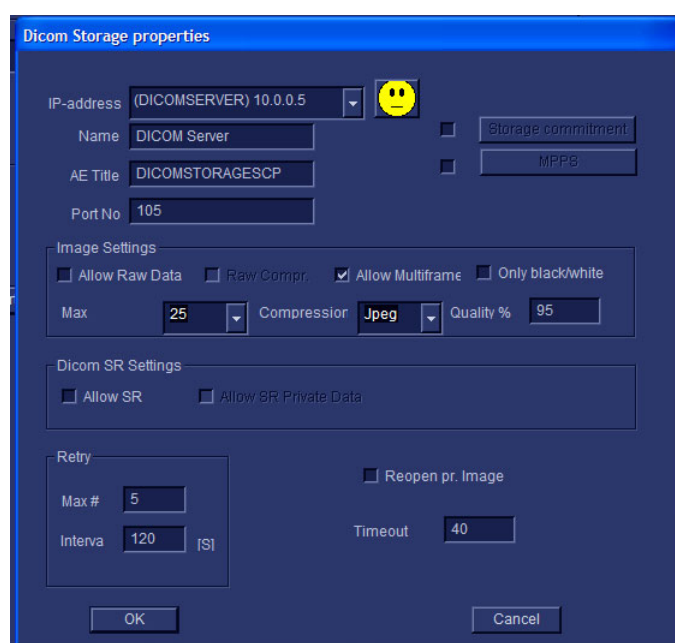 Dicom Storage properties
IP-address (DICOMSERVER) 10.0.0.5
Name DICOM Server Storage commitment
AE Title DICOMSTORAGESCP MPPS
Port No 105
Image Settings
Allow Raw Data Raw Compr. Allow Multiframe Only black/white
Max 25 Compression Jpeg Quality % 95
Dicom SR Settings
Allow SR Allow SR Private Data
Retry
Reopen pr. Image
Max # 5
Timeout 40
Interva 120 [S]
OK Cancel